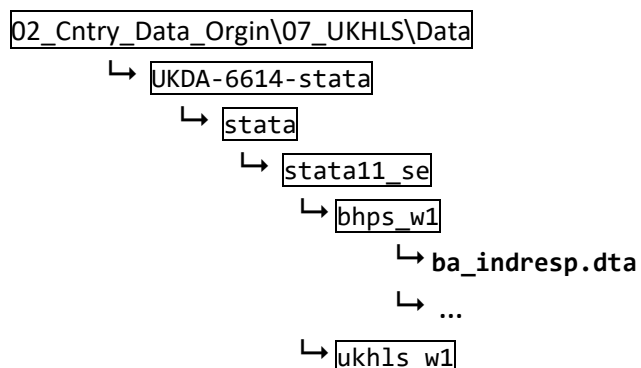 02_Cntry_Data_Orgin\07_UKHLS\Data
↳ UKDA-6614-stata
↳ stata
↳ stata11_se
↳ bhps_w1
↳ ba_indresp.dta
↳ ...
↳ ukhls_w1